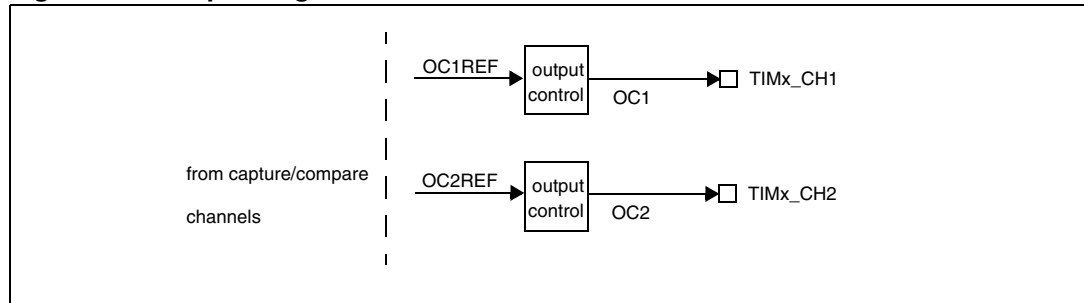 OC1REF
output
control
OC1
TIMx_CH1
from capture/compare
channels
OC2REF
output
control
OC2
TIMx_CH2